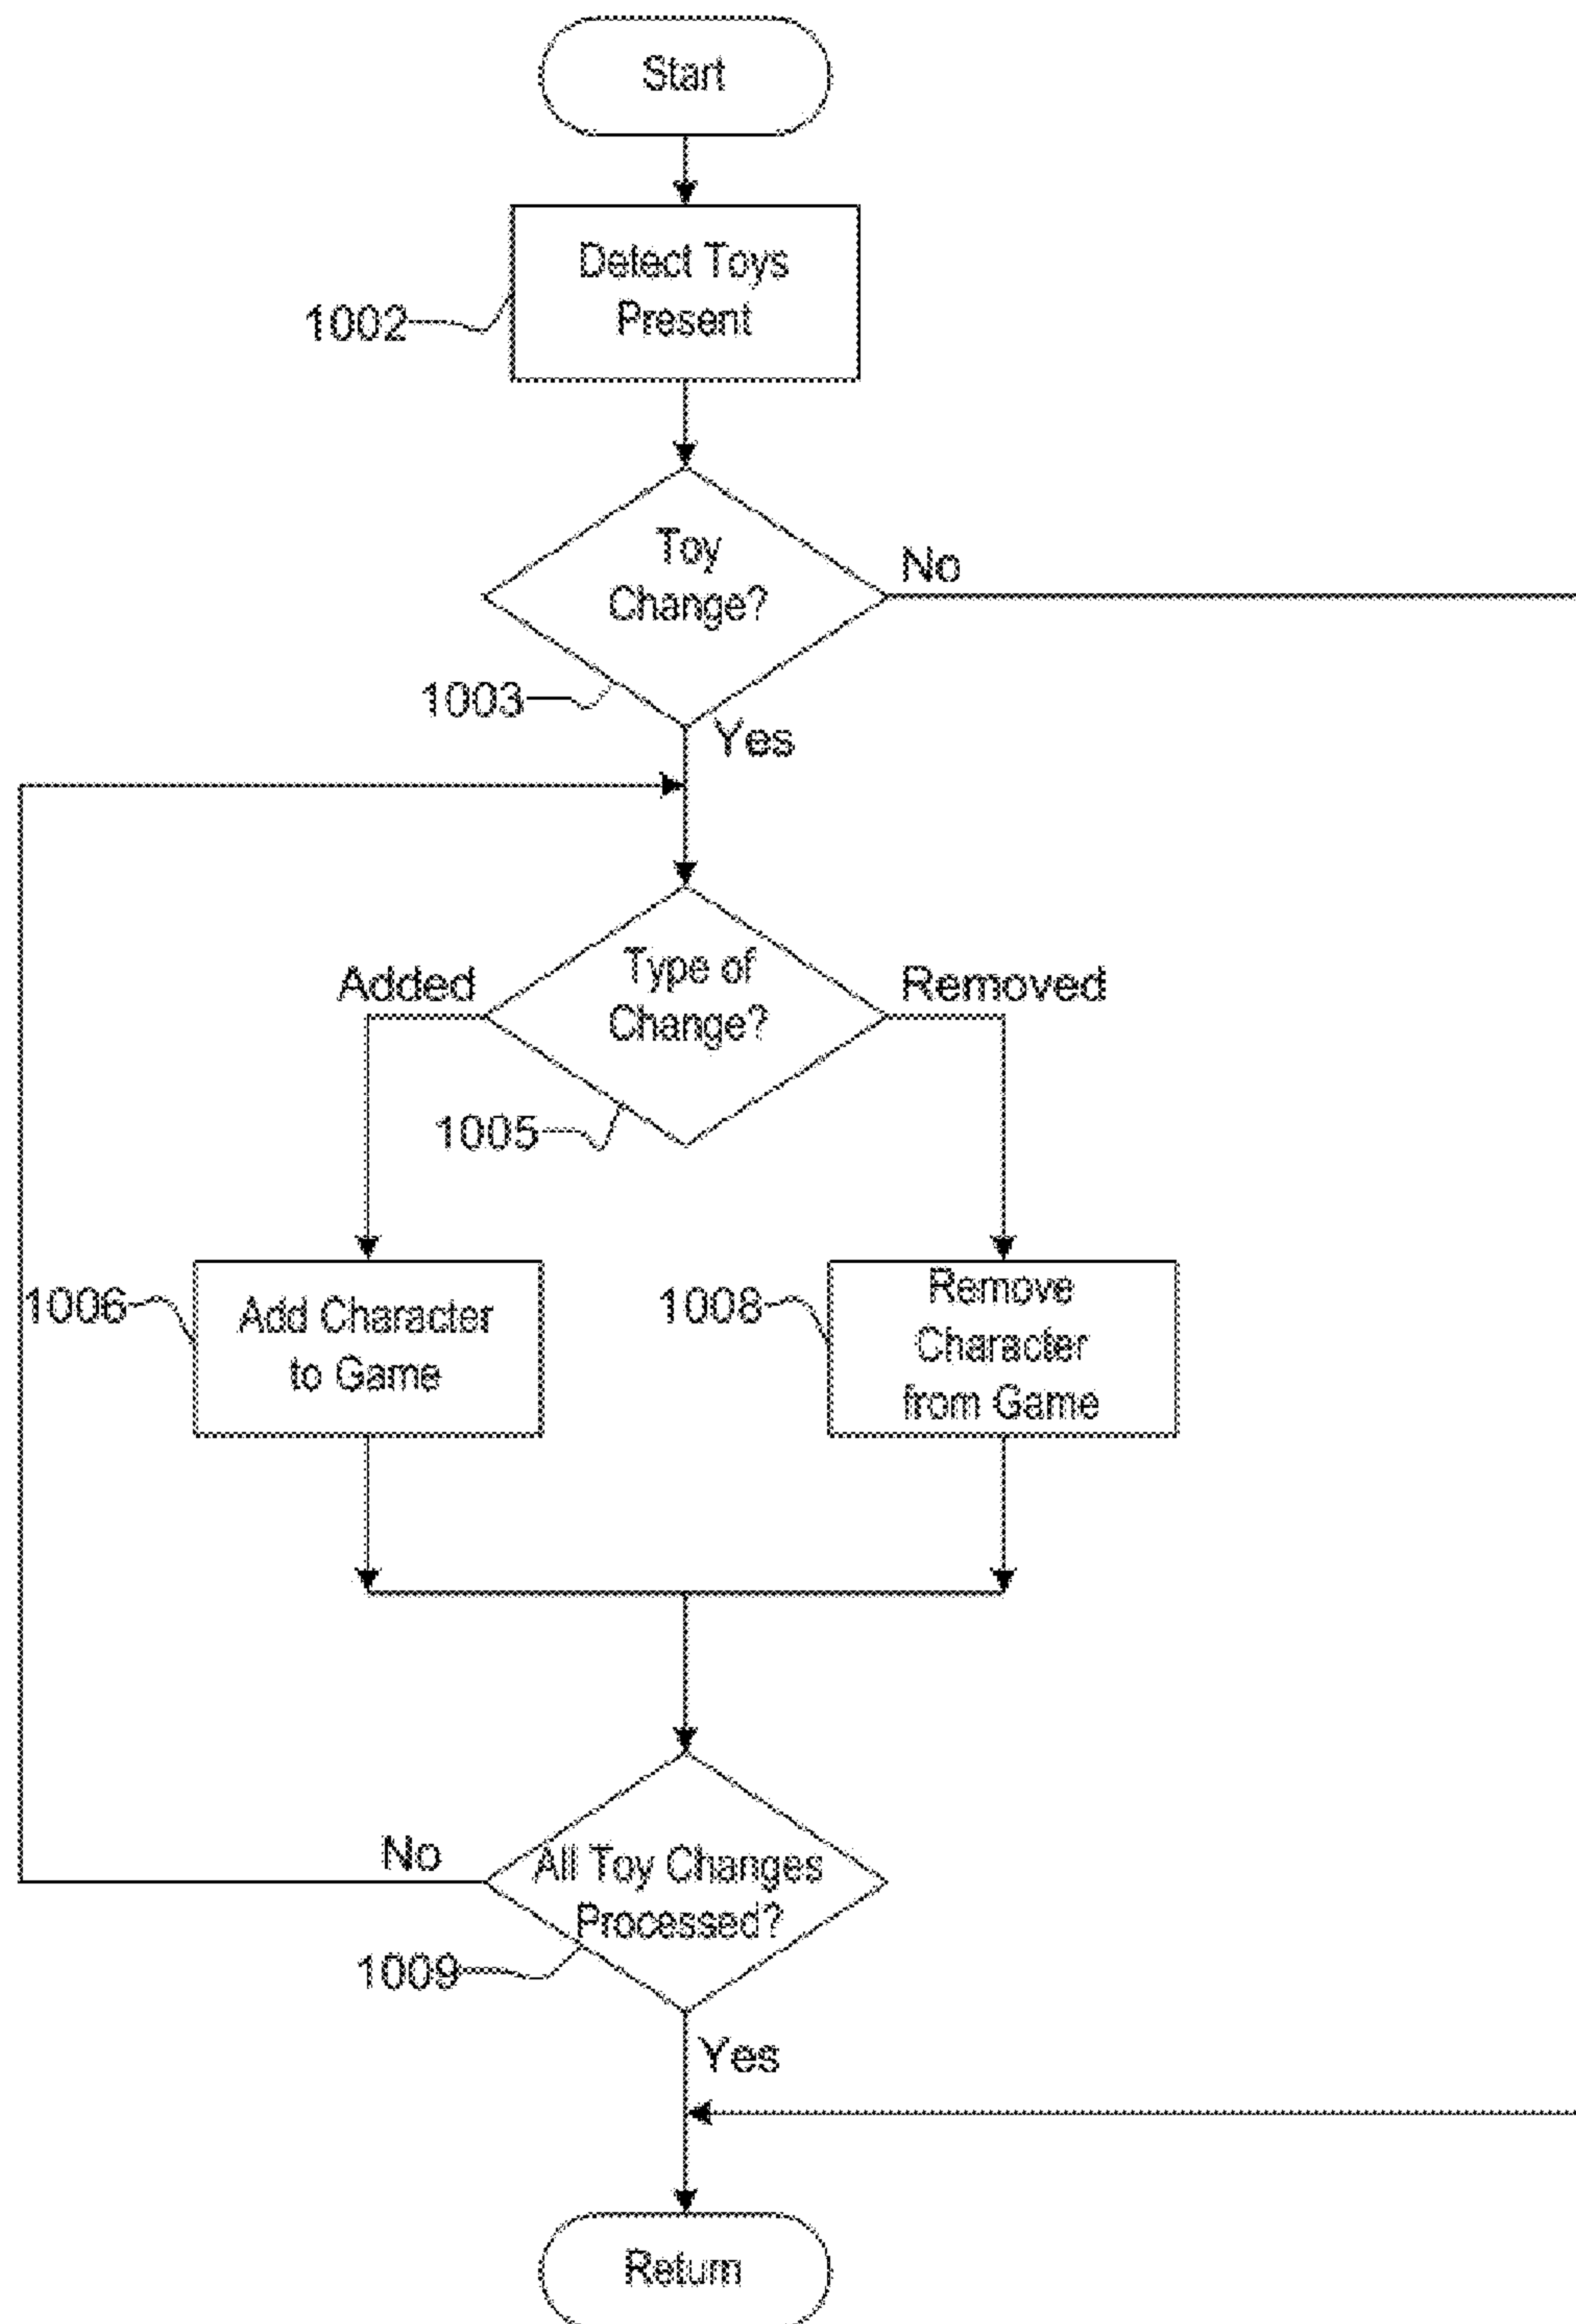 Start
Detect Toys
Present
1002
Toy
Change?
No
1003
Yes
Added
Type of
Change?
Removed
1005
1006
Add Character
to Game
1008
Remove
Character
from Game
No
All Toy Changes
Processed?
1009
Yes
Return